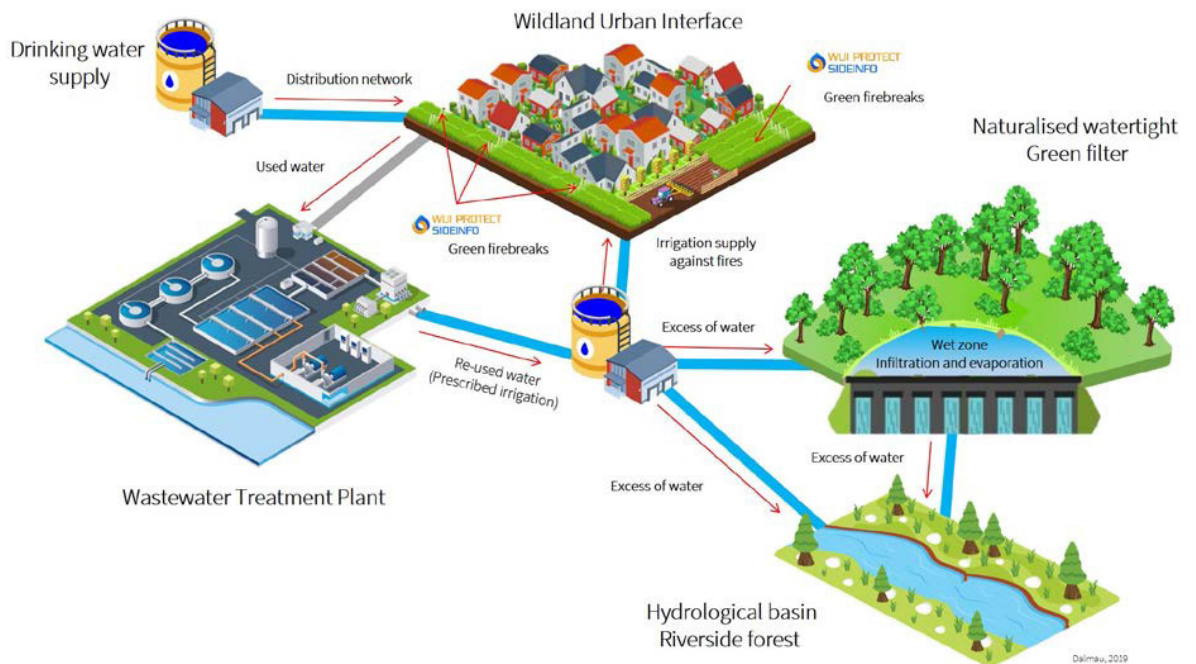 Wildland Urban Interface
Drinking water
supply
Distribution network
WUI PROTECT
SIDEINFO
Green firebreaks
Naturalised watertight
Green filter
Used water
WUI PROTECT
SIDEINFO
Green firebreaks
Irrigation supply
against fires
Excess of water
Wet zone
Infiltration and evaporation
Re-used water
(Prescribed irrigation)
Excess of water
Excess of water
Wastewater Treatment Plant
Hydrological basin
Riverside forest
Dalmau, 2019